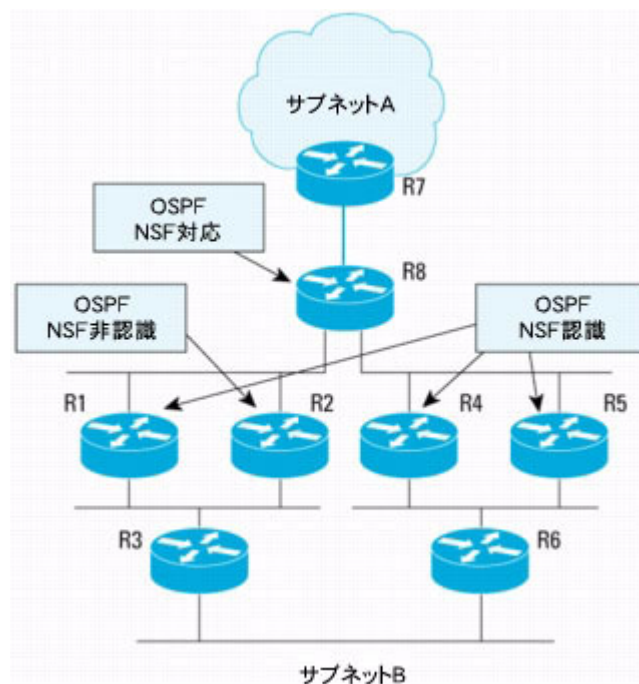 サブネットA
R7
OSPF
NSF対応
R8
OSPF
NSF非認識
OSPF
NSF認識
R1
R2
R4
R5
R3
R6
サブネットB